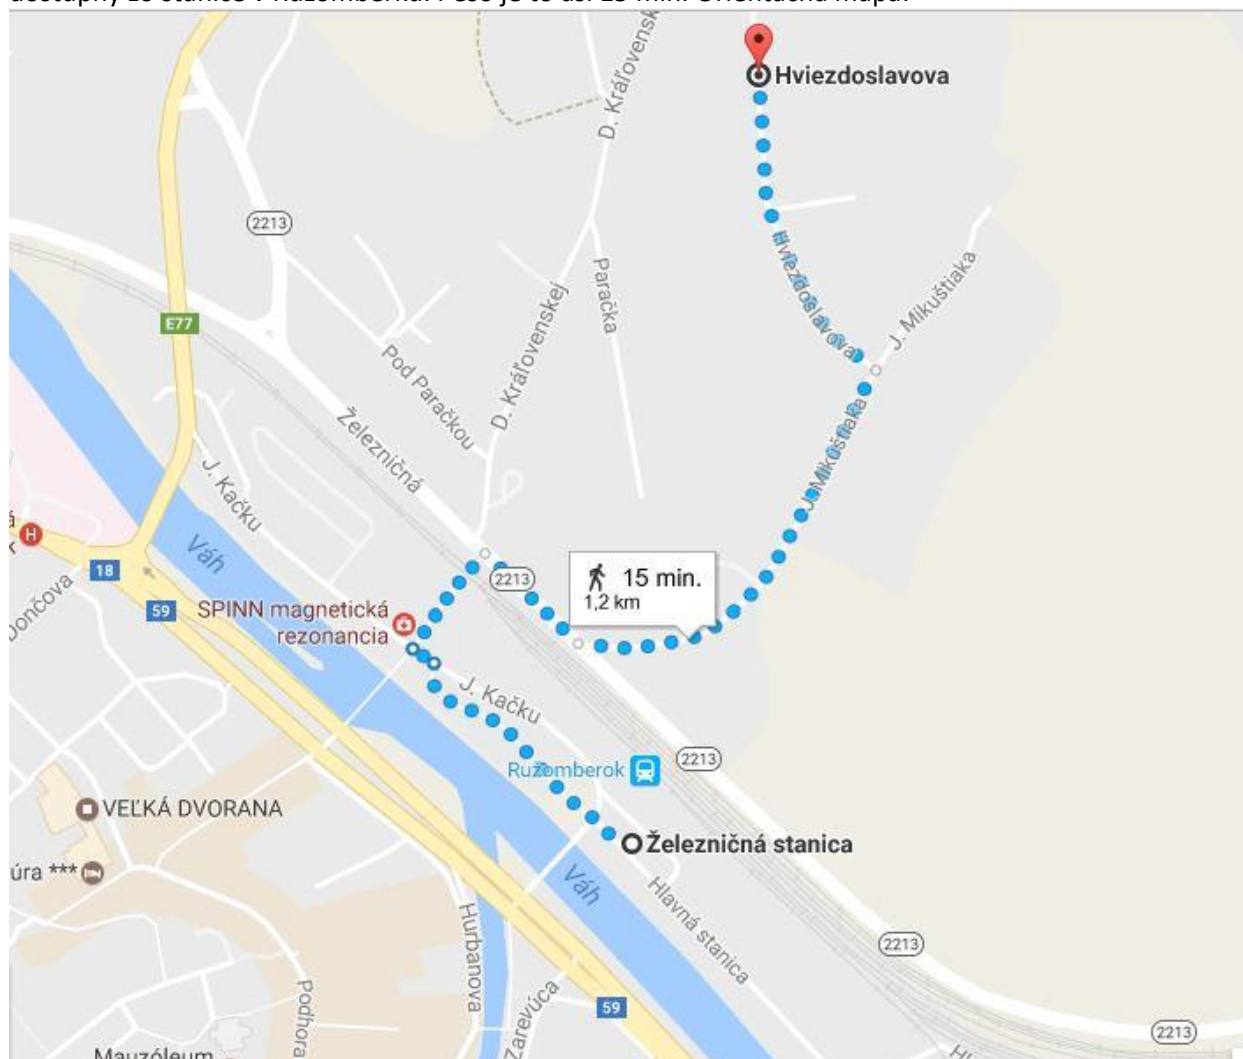 Hviezdoslavova
D. Kráľovenskej
2213
Hviezdoslavova
J. Mikuštiaka
Paračka
E77
D. Kráľovenskej
Pod Paračkou
Železničná
J. Mikuštiaka
J. Kačku
H
Váh
18
59
2213
15 min.
1,2 km
SPINN magnetická
rezonancia
J. Kačku
2213
Ružomberok
VEĽKÁ DVORANA
Železničná stanica
úra ***
Váh
Hlavná stanica
Hurbanova
2213
Podhora
Zarevúca
59
2213
Mauzóleum